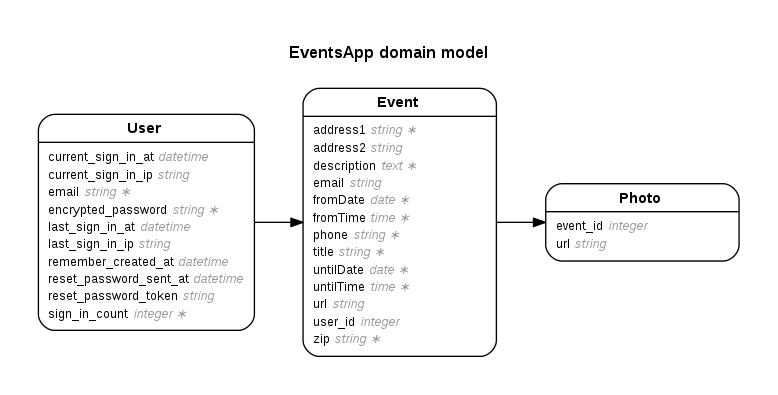 EventsApp domain model
User
current_sign_in_at datetime
current_sign_in_ip string
email string ∗
encrypted_password string ∗
last_sign_in_at datetime
last_sign_in_ip string
remember_created_at datetime
reset_password_sent_at datetime
reset_password_token string
sign_in_count integer ∗
Event
address1 string ∗
address2 string
description text ∗
email string
fromDate date ∗
fromTime time ∗
phone string ∗
title string ∗
untilDate date ∗
untilTime time ∗
url string
user_id integer
zip string ∗
Photo
event_id integer
url string